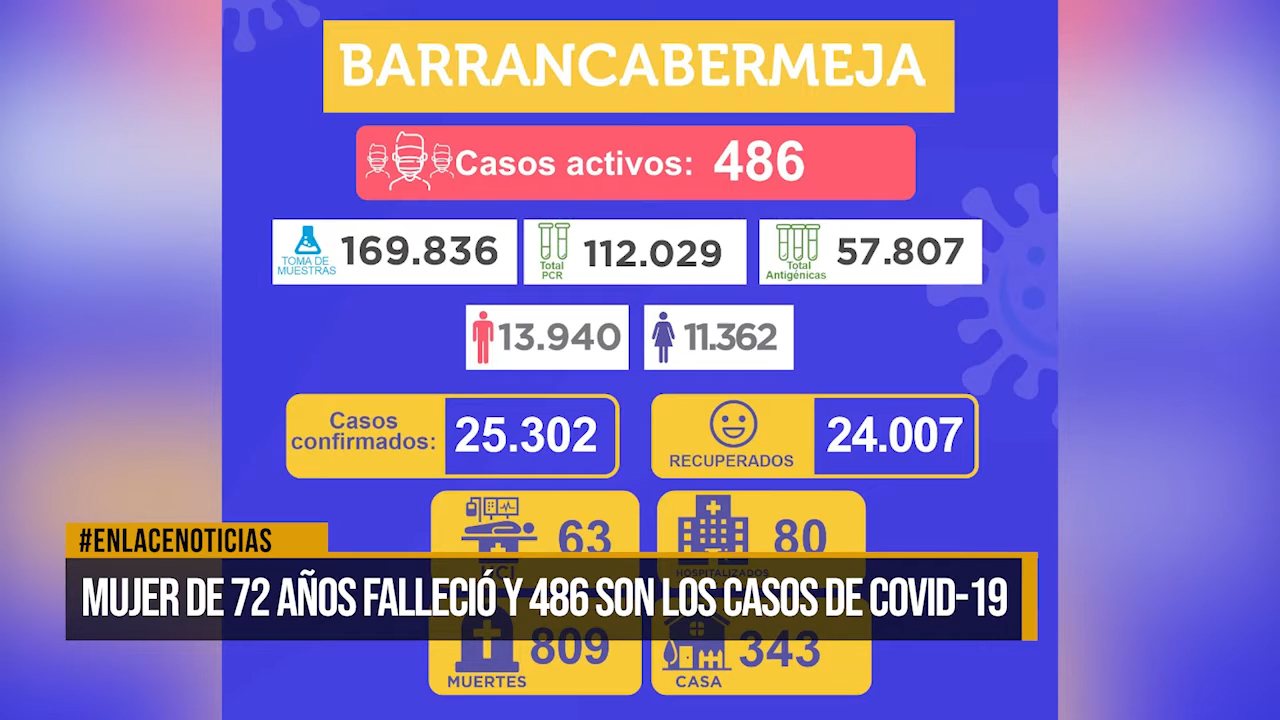 BARRANCABERMEJA
Casos activos: 486
TOMA DE
MUESTRAS
169.836
Total
PCR
112.029
Total
Antigénicas
57.807
13.940
11.362
Casos
confirmados:
25.302
RECUPERADOS
24.007
63
UCI
80
HOSPITALIZADOS
#ENLACENOTICIAS
MUJER DE 72 AÑOS FALLECIÓ Y 486 SON LOS CASOS DE COVID-19
809
MUERTES
343
CASA